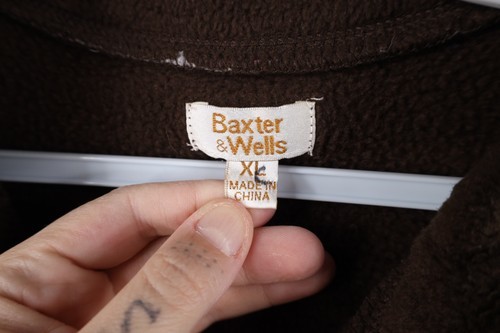 Baxter
& Wells
XL
MADE IN
CHINA